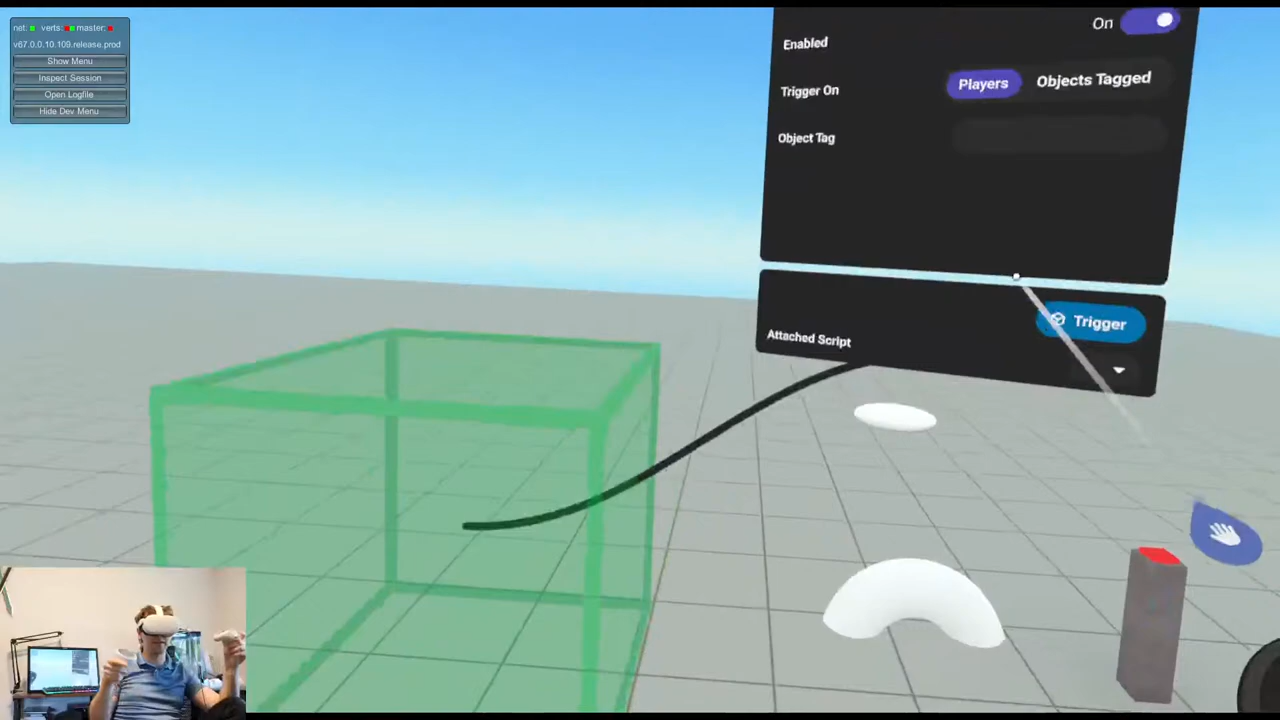 net: verts: master:
v67.0.0.10.109.release.prod
Show Menu
Inspect Session
Open Logfile
Hide Dev Menu
On
Enabled
Trigger On
Players
Objects Tagged
Object Tag
Trigger
Attached Script